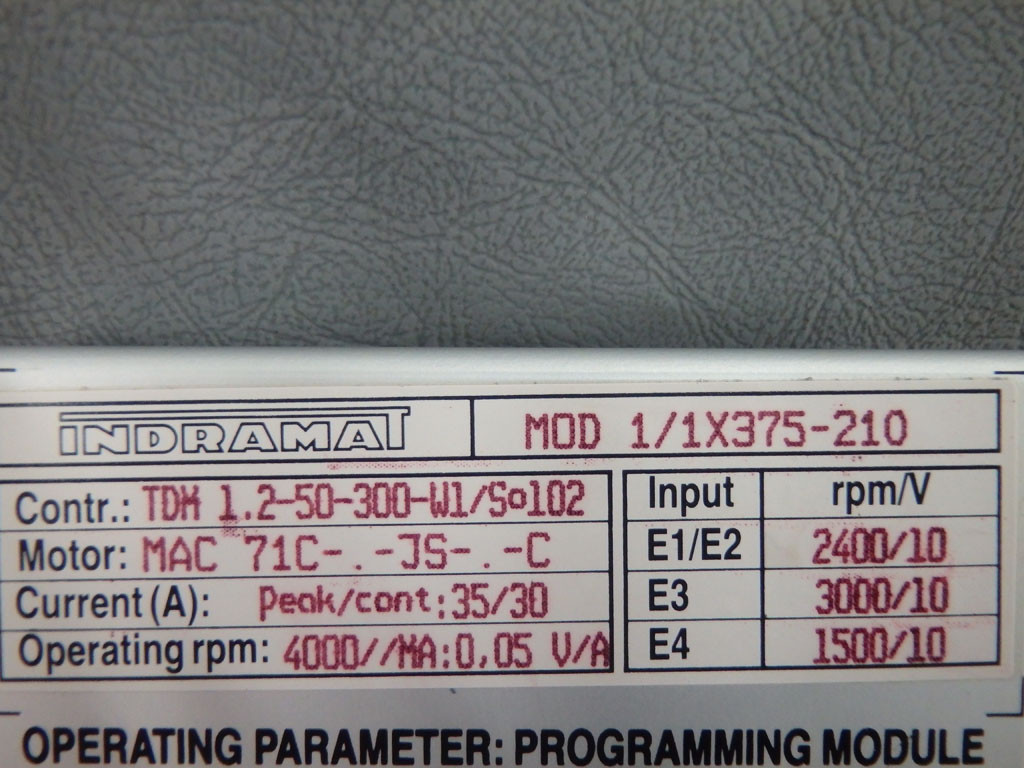 INDRAMAT MOD 1/1X375-210
Contr.: TDM 1.2-50-300-W1/S¤102
Motor: MAC 71C-. -JS-. -C
Current (A): Peak/cont:35/30
Operating rpm: 4000//MA:0,05 V/A
Input rpm/V
E1/E2 2400/10
E3 3000/10
E4 1500/10
OPERATING PARAMETER: PROGRAMMING MODULE